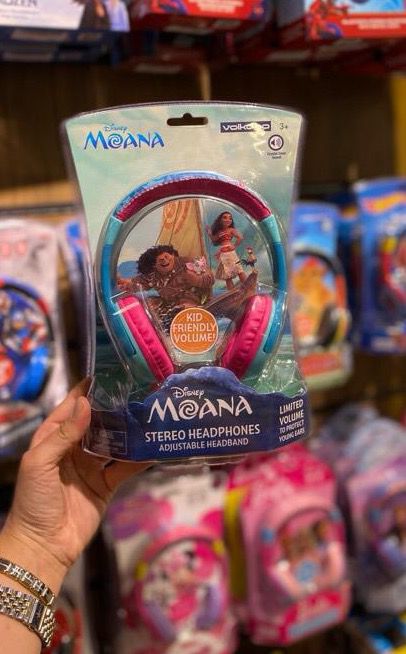 Disney
MOANA
volkano
3+
KID
FRIENDLY
VOLUME!
Disney
MOANA
STEREO HEADPHONES
ADJUSTABLE HEADBAND
LIMITED
VOLUME
TO PROTECT
YOUNG EARS